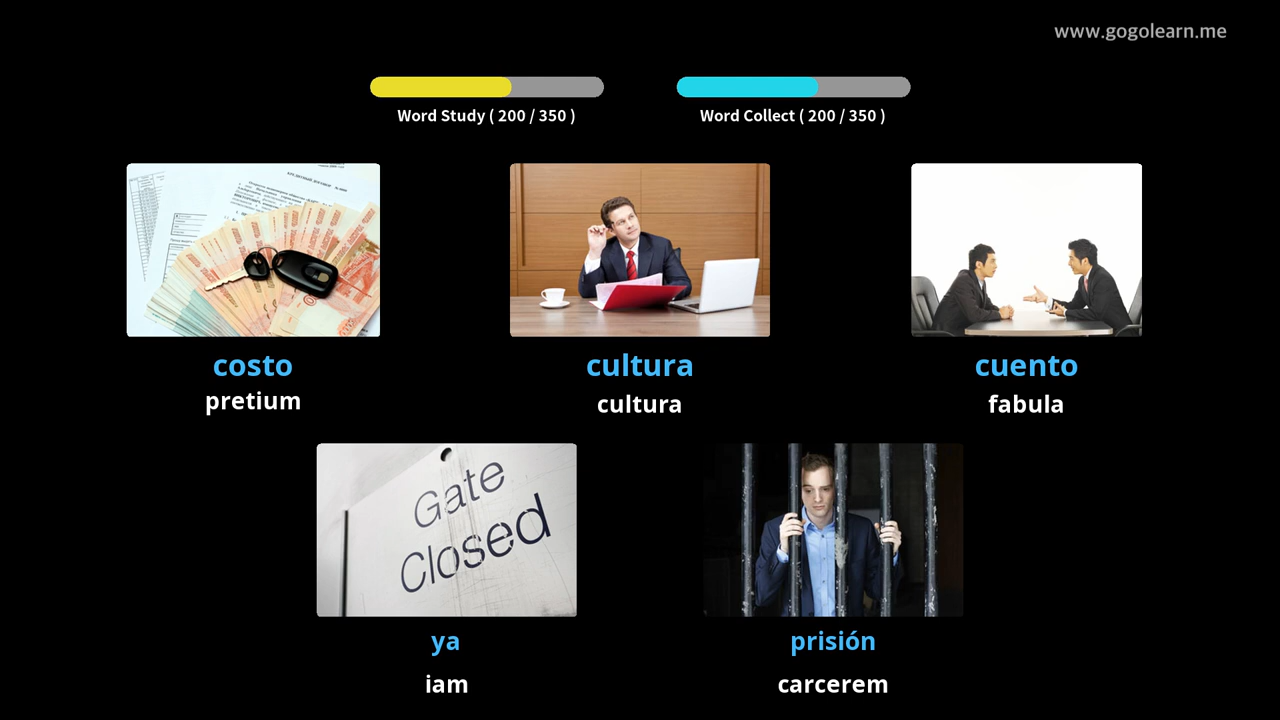 www.gogolearn.me
Word Study ( 200 / 350 )
Word Collect ( 200 / 350 )
costo
pretium
cultura
cultura
cuento
fabula
Gate
Closed
ya
iam
prisión
carcerem